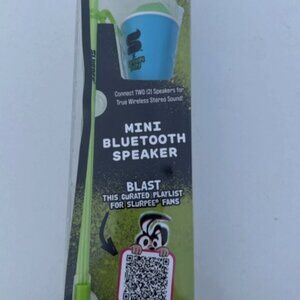 Connect TWO (2) Speakers for
True Wireless Stereo Sound!
MINI
BLUETOOTH
SPEAKER
BLAST
THIS CURATED PLAYLIST
FOR SLURPEE® FANS